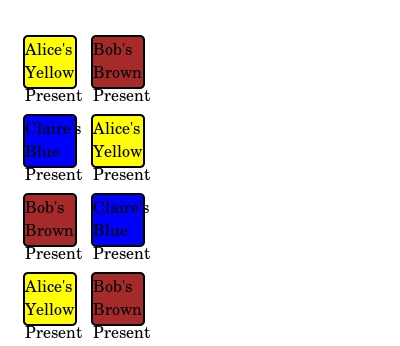 Alice's
Yellow
Present
Bob's
Brown
Present
Claire's
Blue
Present
Alice's
Yellow
Present
Bob's
Brown
Present
Claire's
Blue
Present
Alice's
Yellow
Present
Bob's
Brown
Present